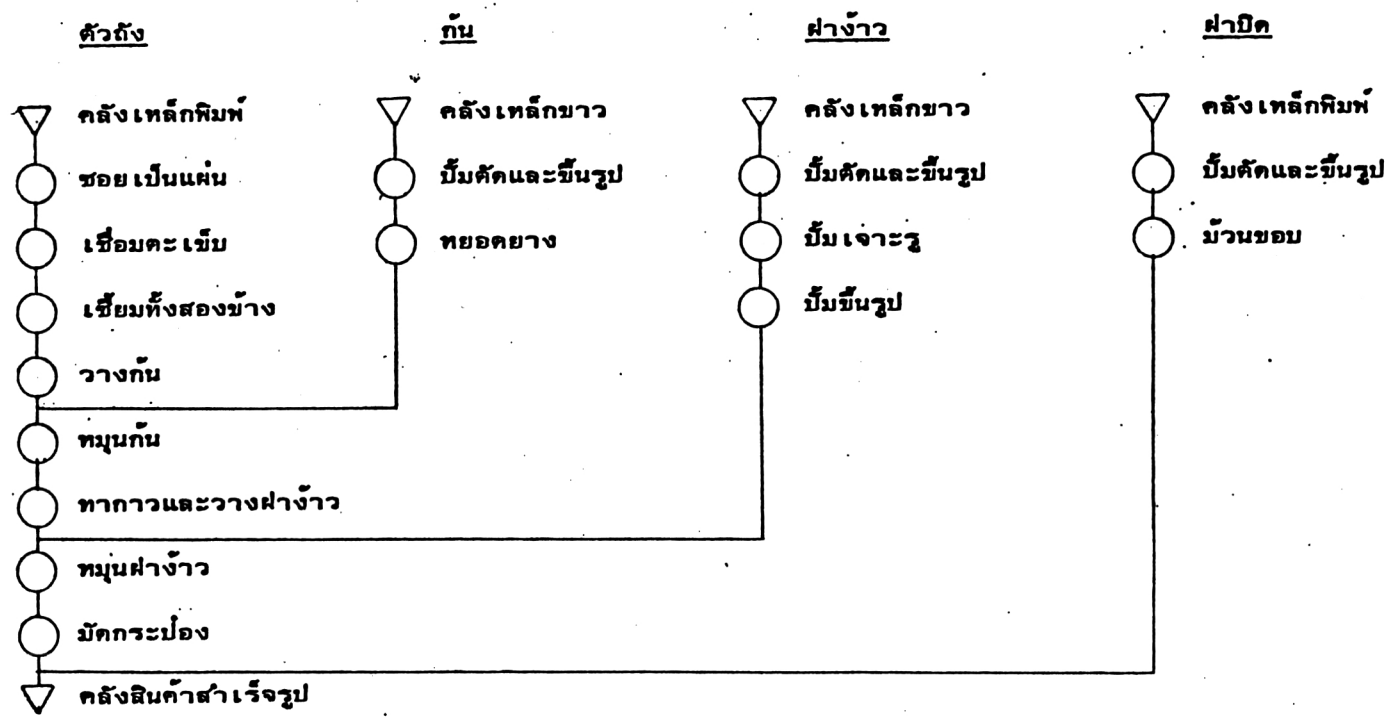 ตัวถัง
คลังเหล็กพิมพ์
ซอยเป็นแผ่น
เชื่อมตะเข็บ
เซี้ยมทั้งสองข้าง
วางก้น
หมุนก้น
ทากาวและวางฝาง้าว
หมุนฝาง้าว
มัดกระป๋อง
คลังสินค้าสำเร็จรูป
ก้น
คลังเหล็กขาว
ปั้มตัดและขึ้นรูป
หยอดยาง
ฝาง้าว
คลังเหล็กขาว
ปั้มตัดและขึ้นรูป
ปั้มเจาะรู
ปั้มขึ้นรูป
ฝาปิด
คลังเหล็กพิมพ์
ปั้มตัดและขึ้นรูป
ม้วนขอบ